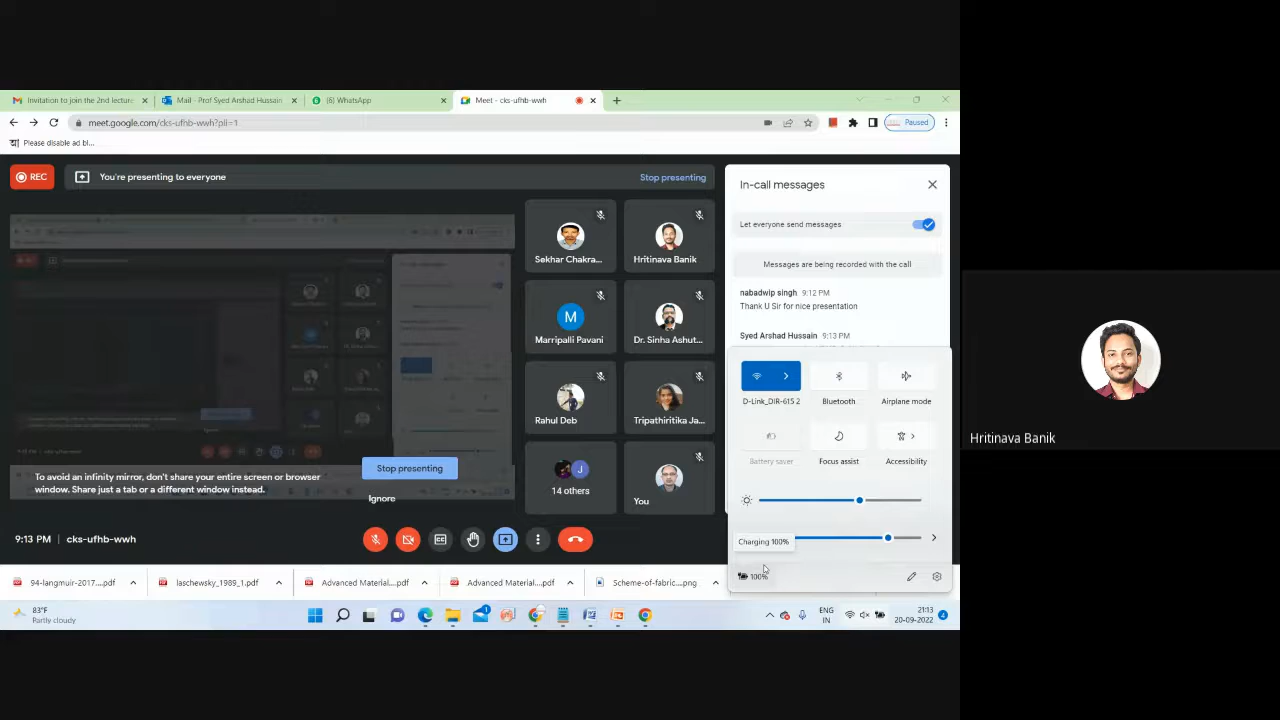 Invitation to join the 2nd lecture
Mail - Prof Syed Arshad Hussain
(6) WhatsApp
Meet - cks-ufhb-wwh
meet.google.com/cks-ufhb-wwh?pli=1
Paused
Please disable ad bl...
REC
You're presenting to everyone
Stop presenting
Sekhar Chakra...
Hritinava Banik
Marripalli Pavani
Dr. Sinha Ashut...
Rahul Deb
Tripathiritika Ja...
14 others
You
M
J
To avoid an infinity mirror, don't share your entire screen or browser
window. Share just a tab or a different window instead.
Stop presenting
Ignore
9:13 PM | cks-ufhb-wwh
In-call messages
Let everyone send messages
Messages are being recorded with the call
nabadwip singh 9:12 PM
Thank U Sir for nice presentation
Syed Arshad Hussain 9:13 PM
D-Link_DIR-615 2
Bluetooth
Airplane mode
Battery saver
Focus assist
Accessibility
Charging 100%
100%
94-langmuir-2017....pdf
laschewsky_1989_1.pdf
Advanced Material....pdf
Advanced Material....pdf
Scheme-of-fabric....png
83°F
Partly cloudy
ENG
IN
21:13
20-09-2022
4
Hritinava Banik